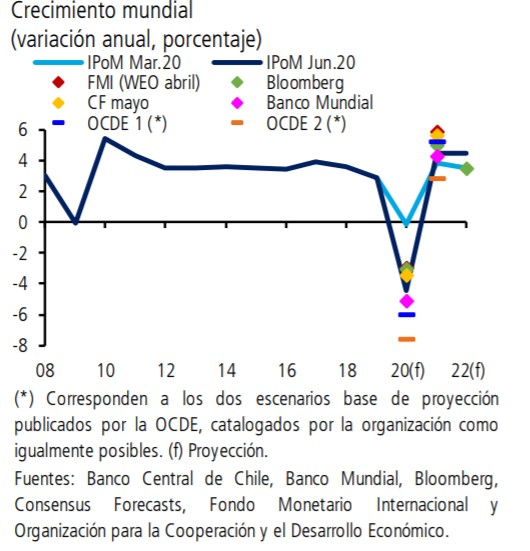 Crecimiento mundial
(variación anual, porcentaje)
IPoM Mar.20 IPoM Jun.20
FMI (WEO abril) Bloomberg
CF mayo Banco Mundial
OCDE 1 (*) OCDE 2 (*)
6
4
2
0
-2
-4
-6
-8
08 10 12 14 16 18 20(f) 22(f)
(*) Corresponden a los dos escenarios base de proyección
publicados por la OCDE, catalogados por la organización como
igualmente posibles. (f) Proyección.
Fuentes: Banco Central de Chile, Banco Mundial, Bloomberg,
Consensus Forecasts, Fondo Monetario Internacional y
Organización para la Cooperación y el Desarrollo Económico.